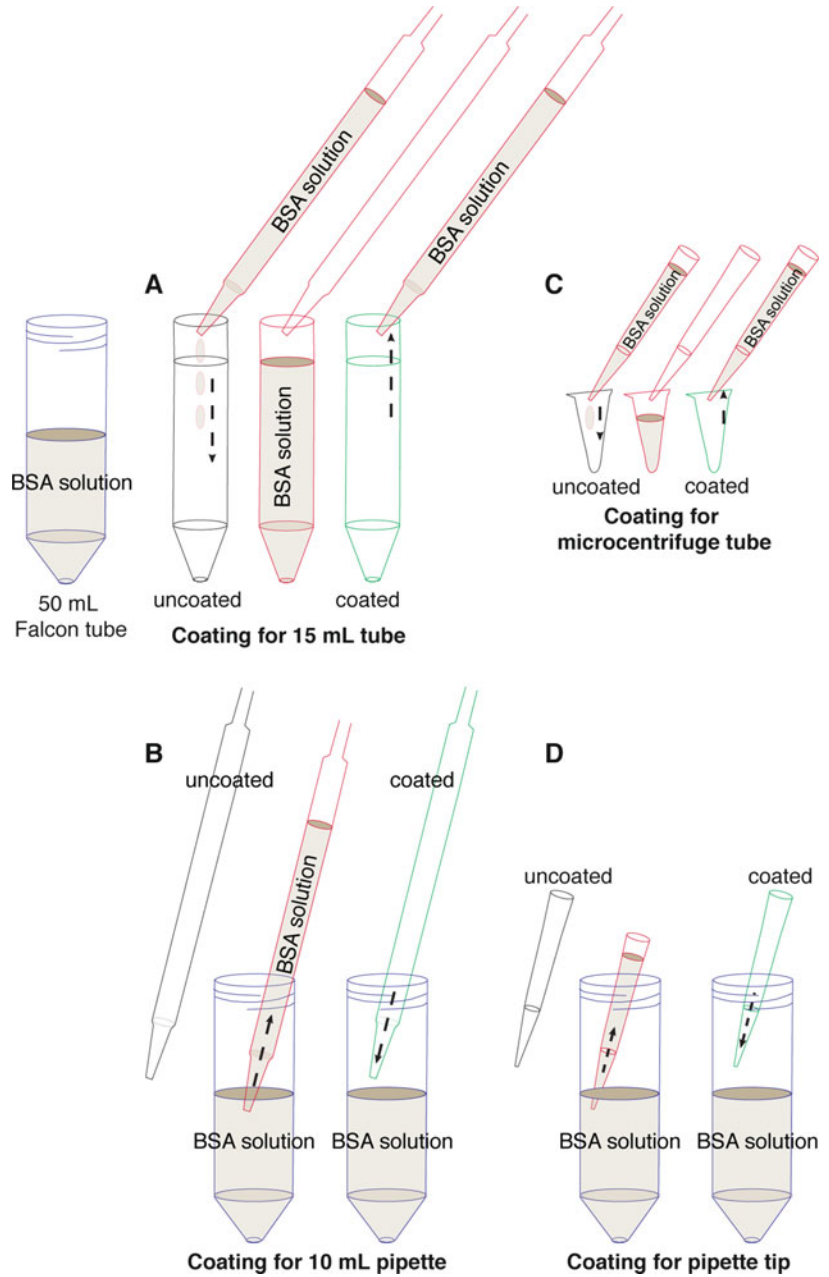 BSA solution
BSA solution
A
C
BSA solution
BSA solution
BSA solution
BSA solution
uncoated
coated
50 mL
Falcon tube
Coating for 15 mL tube
uncoated
coated
Coating for
microcentrifuge tube
B
uncoated
coated
BSA solution
BSA solution
BSA solution
Coating for 10 mL pipette
D
uncoated
coated
BSA solution
BSA solution
Coating for pipette tip